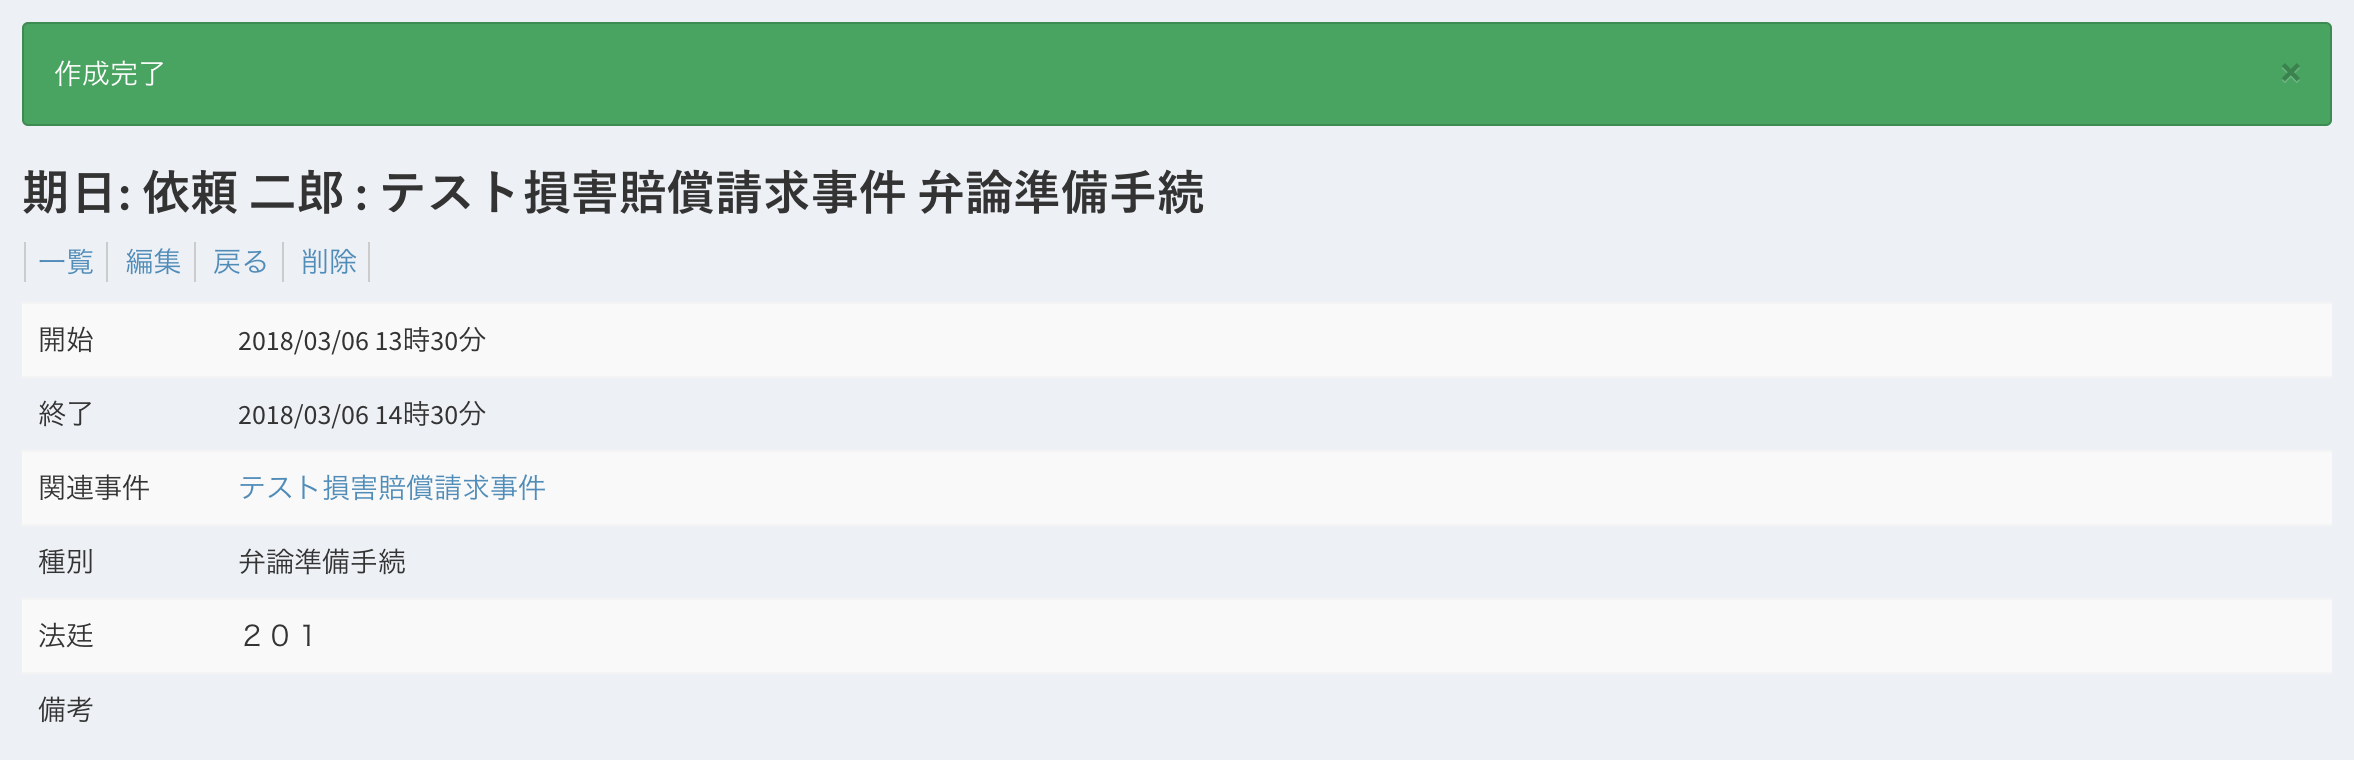 作成完了 ×
期日: 依頼 二郎 : テスト損害賠償請求事件 弁論準備手続
一覧 編集 戻る 削除
開始 2018/03/06 13時30分
終了 2018/03/06 14時30分
関連事件 テスト損害賠償請求事件
種別 弁論準備手続
法廷 ２０１
備考